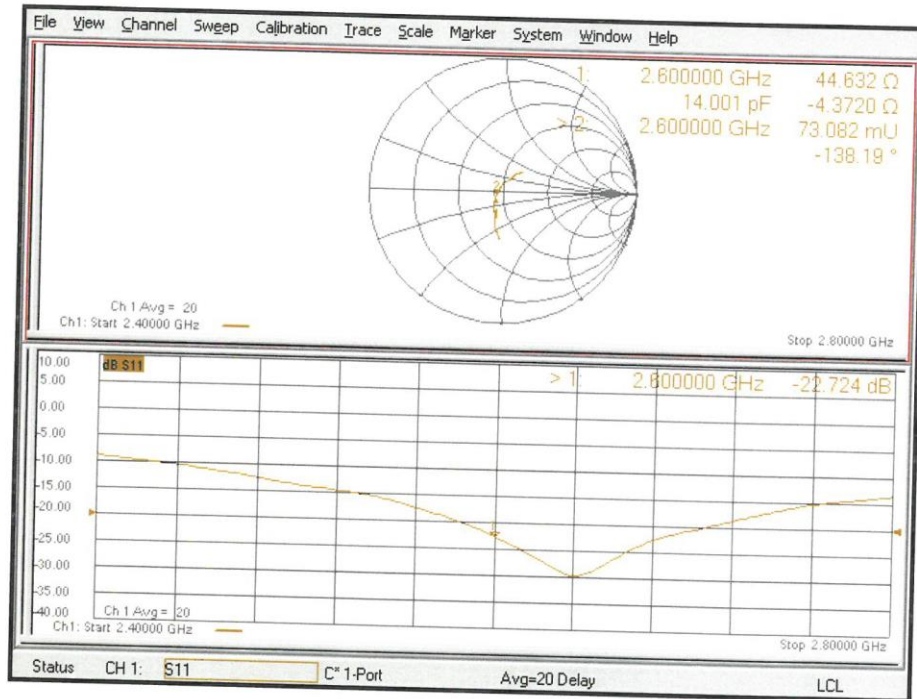 File View Channel Sweep Calibration Trace Scale Marker System Window Help
1: 2.600000 GHz 44.632 Ω
14.001 pF -4.3720 Ω
> 2: 2.600000 GHz 73.082 mU
-138.19 °
Ch 1 Avg = 20
Ch1: Start 2.40000 GHz
Stop 2.80000 GHz
10.00
dB S11
> 1: 2.600000 GHz -22.724 dB
5.00
0.00
-5.00
-10.00
-15.00
-20.00
-25.00
-30.00
-35.00
-40.00
Ch 1 Avg = 20
Ch1: Start 2.40000 GHz
Stop 2.80000 GHz
Status CH 1: S11 C* 1-Port Avg=20 Delay LCL